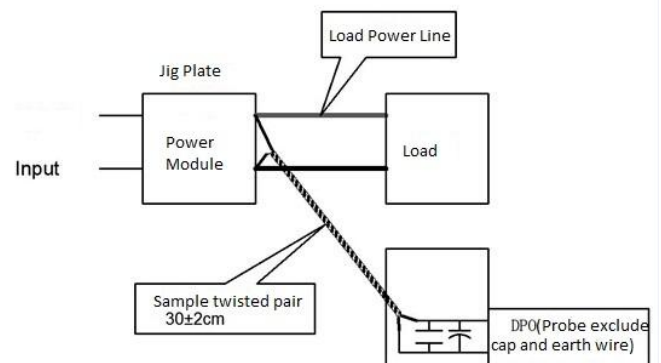 Load Power Line
Jig Plate
Power
Module
Load
Input
Sample twisted pair
30±2cm
DPO(Probe exclude
cap and earth wire)